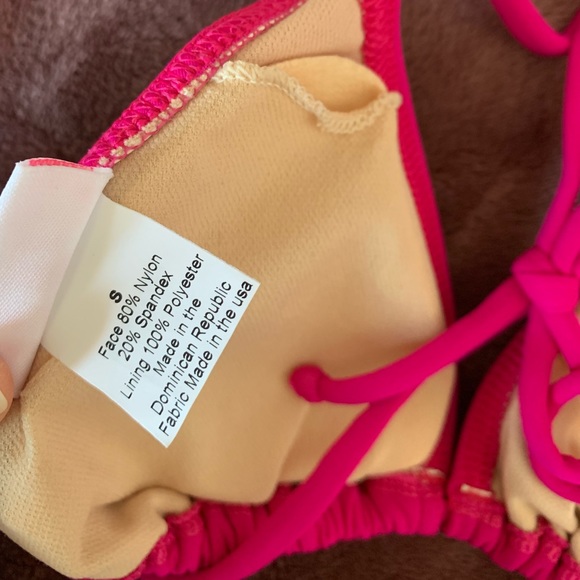 S
Face 80% Nylon
20% Spandex
Lining 100% Polyester
Made in the
Dominican Republic
Fabric Made in the usa